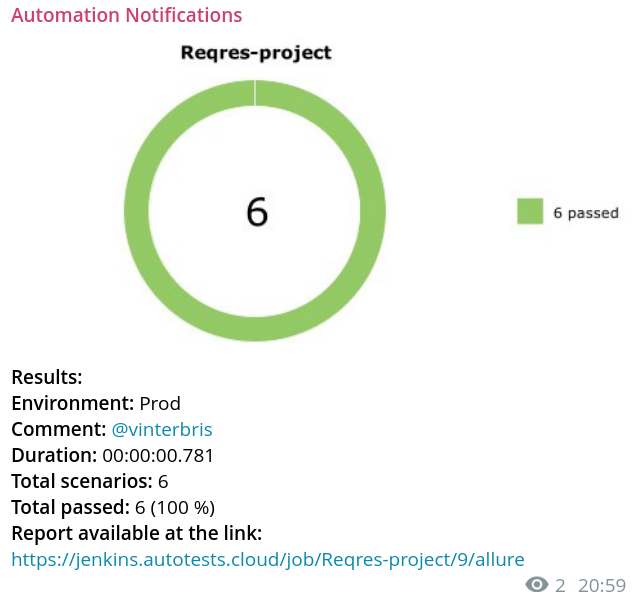 Automation Notifications
Reqres-project
6
6 passed
Results:
Environment: Prod
Comment: @vinterbris
Duration: 00:00:00.781
Total scenarios: 6
Total passed: 6 (100 %)
Report available at the link:
https://jenkins.autotests.cloud/job/Reqres-project/9/allure
2 20:59